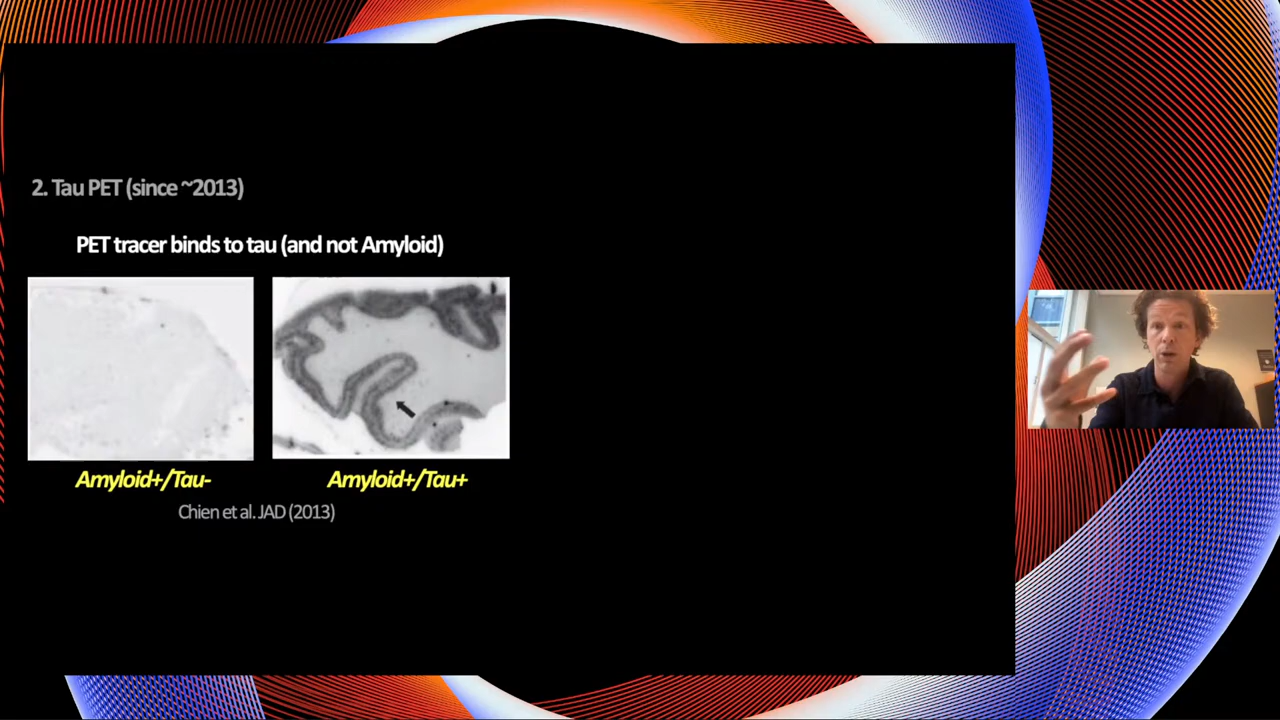 2. Tau PET (since ~2013)
PET tracer binds to tau (and not Amyloid)
Amyloid+/Tau-
Amyloid+/Tau+
Chien et al. JAD (2013)